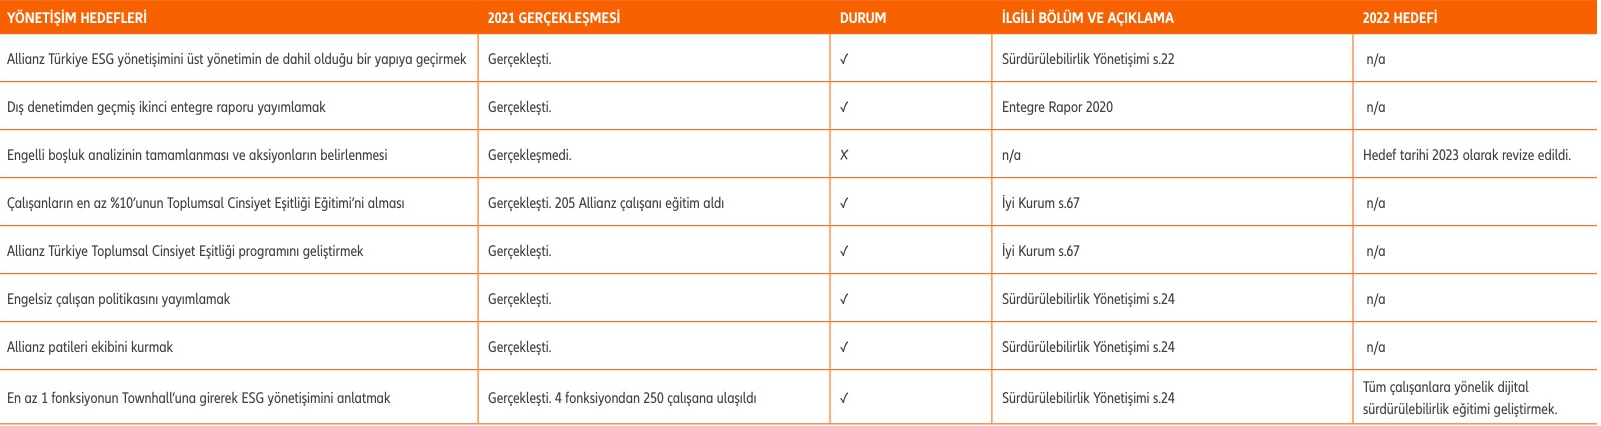 YÖNETİŞİM HEDEFLERİ 2021 GERÇEKLEŞMESİ DURUM İLGİLİ BÖLÜM VE AÇIKLAMA 2022 HEDEFİ
Allianz Türkiye ESG yönetişimini üst yönetimin de dahil olduğu bir yapıya geçirmek Gerçekleşti. ✓ Sürdürülebilirlik Yönetişimi s.22 n/a
Dış denetimden geçmiş ikinci entegre raporu yayımlamak Gerçekleşti. ✓ Entegre Rapor 2020 n/a
Engelli boşluk analizinin tamamlanması ve aksiyonların belirlenmesi Gerçekleşmedi. X n/a Hedef tarihi 2023 olarak revize edildi.
Çalışanların en az %10’unun Toplumsal Cinsiyet Eşitliği Eğitimi’ni alması Gerçekleşti. 205 Allianz çalışanı eğitim aldı ✓ İyi Kurum s.67 n/a
Allianz Türkiye Toplumsal Cinsiyet Eşitliği programını geliştirmek Gerçekleşti. ✓ İyi Kurum s.67 n/a
Engelsiz çalışan politikasını yayımlamak Gerçekleşti. ✓ Sürdürülebilirlik Yönetişimi s.24 n/a
Allianz patileri ekibini kurmak Gerçekleşti. ✓ Sürdürülebilirlik Yönetişimi s.24 n/a
En az 1 fonksiyonun Townhall’una girerek ESG yönetişimini anlatmak Gerçekleşti. 4 fonksiyondan 250 çalışana ulaşıldı ✓ Sürdürülebilirlik Yönetişimi s.24 Tüm çalışanlara yönelik dijital
sürdürülebilirlik eğitimi geliştirmek.